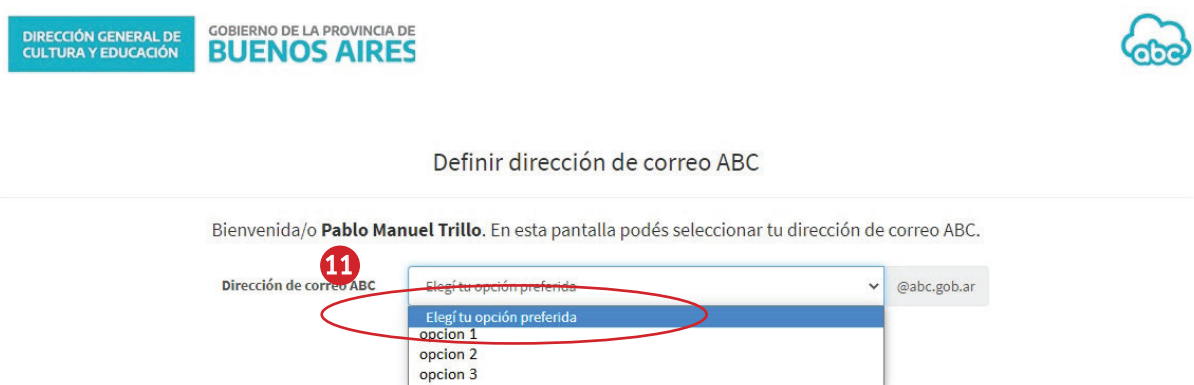 DIRECCIÓN GENERAL DE
CULTURA Y EDUCACIÓN
GOBIERNO DE LA PROVINCIA DE
BUENOS AIRES
abc
Definir dirección de correo ABC
Bienvenida/o Pablo Manuel Trillo. En esta pantalla podés seleccionar tu dirección de correo ABC.
11
Dirección de correo ABC Elegí tu opción preferida @abc.gob.ar
Elegí tu opción preferida
opcion 1
opcion 2
opcion 3